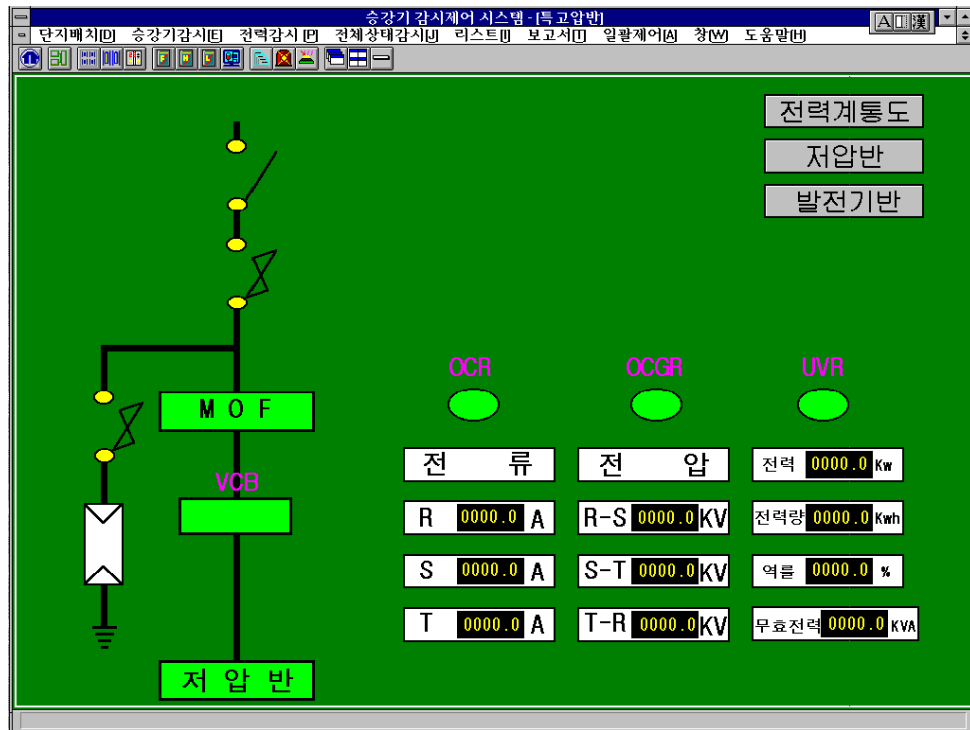 승강기 감시제어 시스템 - [특고압반]
A 漢
단지배치[D] 승강기감시[E] 전력감시 [P] 전체상태감시[J] 리스트[I] 보고서[T] 일괄제어[A] 창[W] 도움말[H]
전력계통도
저압반
발전기반
OCR OCGR UVR
M O F
전 류 전 압 전력 0000.0 Kw
VCB
R 0000.0 A R-S 0000.0 KV 전력량 0000.0 Kwh
S 0000.0 A S-T 0000.0 KV 역률 0000.0 %
T 0000.0 A T-R 0000.0 KV 무효전력 0000.0 KVA
저 압 반